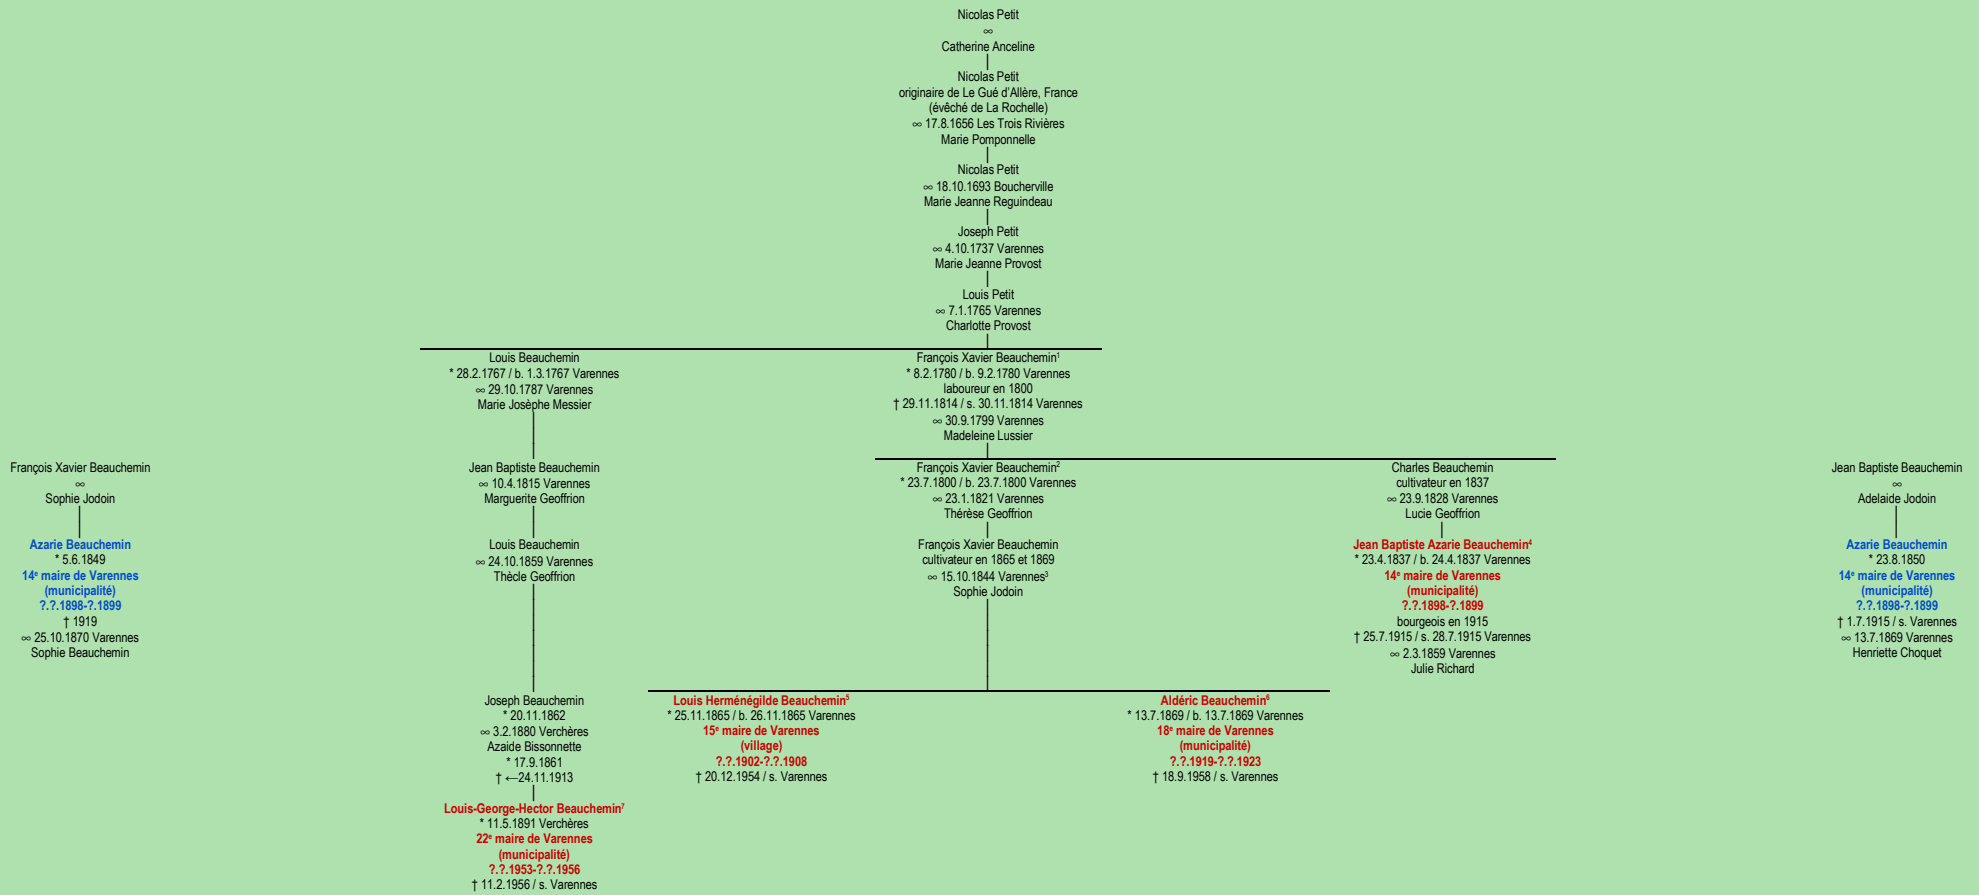 Nicolas Petit
∞
Catherine Anceline
Nicolas Petit
originaire de Le Gué d'Allère, France
(évêché de La Rochelle)
∞ 17.8.1656 Les Trois Rivières
Marie Pomponnelle
Nicolas Petit
∞ 18.10.1693 Boucherville
Marie Jeanne Reguindeau
Joseph Petit
∞ 4.10.1737 Varennes
Marie Jeanne Provost
Louis Petit
∞ 7.1.1765 Varennes
Charlotte Provost
Louis Beauchemin
* 28.2.1767 / b. 1.3.1767 Varennes
∞ 29.10.1787 Varennes
Marie Josèphe Messier
François Xavier Beauchemin¹
* 8.2.1780 / b. 9.2.1780 Varennes
laboureur en 1800
† 29.11.1814 / s. 30.11.1814 Varennes
∞ 30.9.1799 Varennes
Madeleine Lussier
François Xavier Beauchemin
∞
Sophie Jodoin
Azarie Beauchemin
* 5.6.1849
14ᵉ maire de Varennes
(municipalité)
?.?.1898-?.1899
† 1919
∞ 25.10.1870 Varennes
Sophie Beauchemin
Jean Baptiste Beauchemin
∞ 10.4.1815 Varennes
Marguerite Geoffrion
Louis Beauchemin
∞ 24.10.1859 Varennes
Thècle Geoffrion
Joseph Beauchemin
* 20.11.1862
∞ 3.2.1880 Verchères
Azaide Bissonnette
* 17.9.1861
† ←24.11.1913
Louis-George-Hector Beauchemin⁷
* 11.5.1891 Verchères
22ᵉ maire de Varennes
(municipalité)
?.?.1953-?.?.1956
† 11.2.1956 / s. Varennes
François Xavier Beauchemin²
* 23.7.1800 / b. 23.7.1800 Varennes
∞ 23.1.1821 Varennes
Thérèse Geoffrion
François Xavier Beauchemin
cultivateur en 1865 et 1869
∞ 15.10.1844 Varennes³
Sophie Jodoin
Louis Herménégilde Beauchemin⁵
* 25.11.1865 / b. 26.11.1865 Varennes
15ᵉ maire de Varennes
(village)
?.?.1902-?.?.1908
† 20.12.1954 / s. Varennes
Aldéric Beauchemin⁶
* 13.7.1869 / b. 13.7.1869 Varennes
18ᵉ maire de Varennes
(municipalité)
?.?.1919-?.?.1923
† 18.9.1958 / s. Varennes
Charles Beauchemin
cultivateur en 1837
∞ 23.9.1828 Varennes
Lucie Geoffrion
Jean Baptiste Azarie Beauchemin⁴
* 23.4.1837 / b. 24.4.1837 Varennes
14ᵉ maire de Varennes
(municipalité)
?.?.1898-?.1899
bourgeois en 1915
† 25.7.1915 / s. 28.7.1915 Varennes
∞ 2.3.1859 Varennes
Julie Richard
Jean Baptiste Beauchemin
∞
Adelaide Jodoin
Azarie Beauchemin
* 23.8.1850
14ᵉ maire de Varennes
(municipalité)
?.?.1898-?.1899
† 1.7.1915 / s. Varennes
∞ 13.7.1869 Varennes
Henriette Choquet